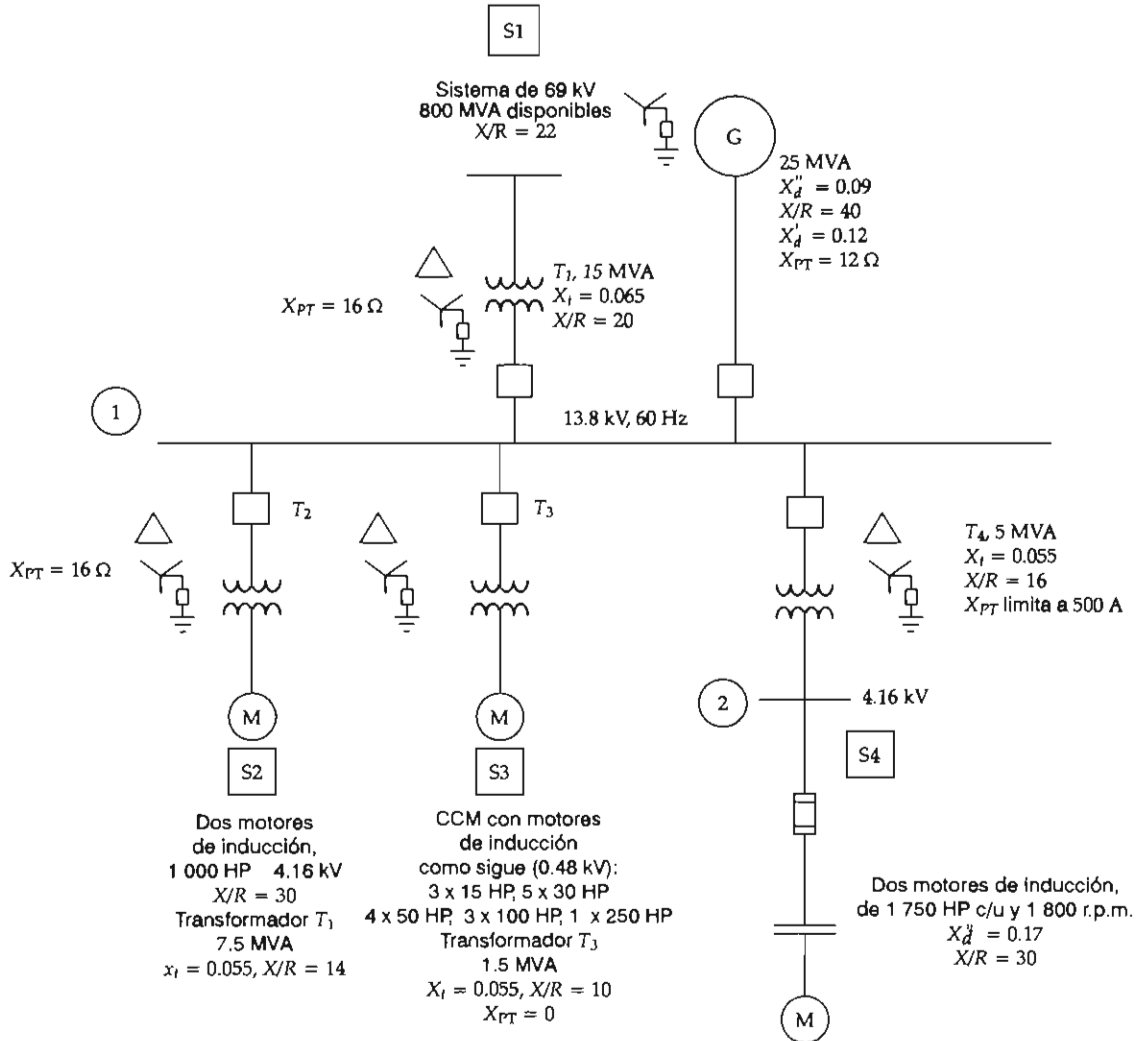 S1
Sistema de 69 kV
800 MVA disponibles
X/R = 22
G
25 MVA
X"d = 0.09
X/R = 40
X'd = 0.12
XPT = 12 Ω
T1, 15 MVA
Xt = 0.065
X/R = 20
XPT = 16 Ω
1
13.8 kV, 60 Hz
T2
XPT = 16 Ω
T3
T4, 5 MVA
Xt = 0.055
X/R = 16
XPT limita a 500 A
2
4.16 kV
M
S2
Dos motores
de inducción,
1 000 HP 4.16 kV
X/R = 30
Transformador T1
7.5 MVA
xt = 0.055, X/R = 14
M
S3
CCM con motores
de inducción
como sigue (0.48 kV):
3 x 15 HP, 5 x 30 HP
4 x 50 HP, 3 x 100 HP, 1 x 250 HP
Transformador T3
1.5 MVA
Xt = 0.055, X/R = 10
XPT = 0
S4
Dos motores de inducción,
de 1 750 HP c/u y 1 800 r.p.m.
X"d = 0.17
X/R = 30
M